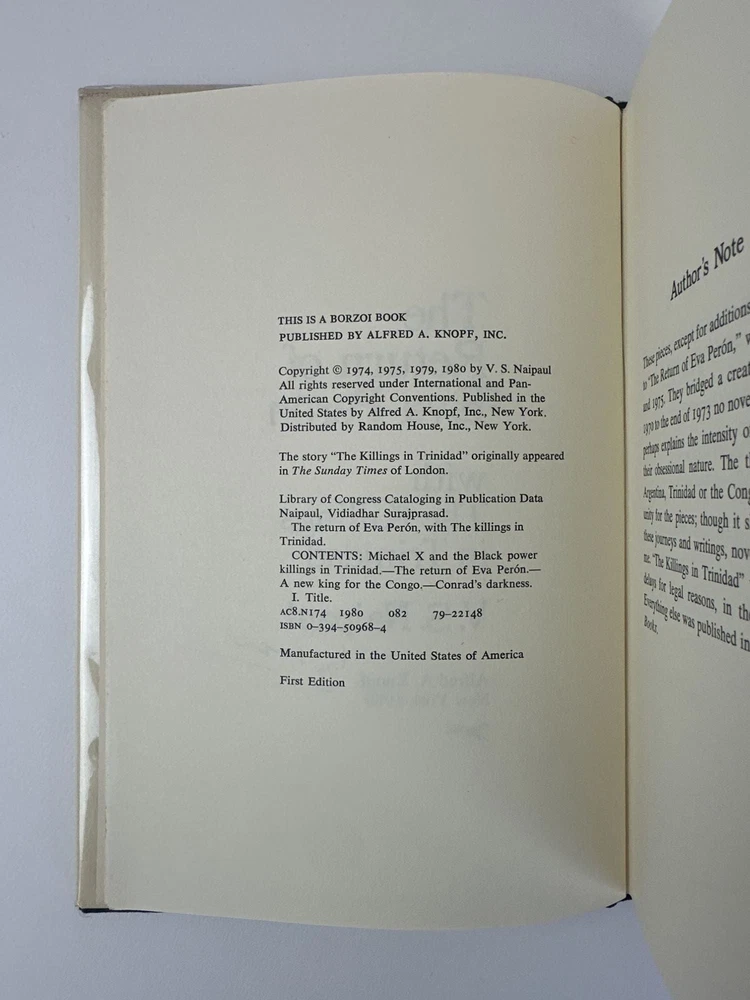 THIS IS A BORZOI BOOK
PUBLISHED BY ALFRED A. KNOPF, INC.
Copyright © 1974, 1975, 1979, 1980 by V. S. Naipaul
All rights reserved under International and Pan-
American Copyright Conventions. Published in the
United States by Alfred A. Knopf, Inc., New York.
Distributed by Random House, Inc., New York.
The story "The Killings in Trinidad" originally appeared
in The Sunday Times of London.
Library of Congress Cataloging in Publication Data
Naipaul, Vidiadhar Surajprasad.
The return of Eva Perón, with The killings in
Trinidad.
CONTENTS: Michael X and the Black power
killings in Trinidad.—The return of Eva Perón.—
A new king for the Congo.—Conrad's darkness.
I. Title.
AC8.N174 1980 082 79-22148
ISBN 0-394-50968-4
Manufactured in the United States of America
First Edition
Author's Note
These pieces, except for additions
to "The Return of Eva Perón,"
and 1975. They bridged a
1970 to the end of 1973 no
perhaps explains the intensity
their obsessional nature. The
Argentina, Trinidad or the
unity for the pieces; though it
these journeys and writings,
me. "The Killings in Trinidad"
delays for legal reasons, in
Everything else was published in
Books.